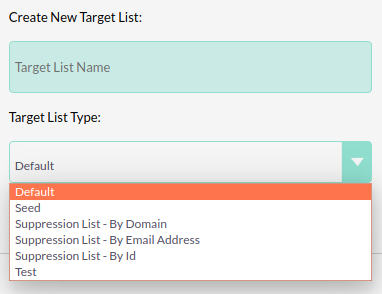 Create New Target List:
Target List Name
Target List Type:
Default
Default
Seed
Suppression List - By Domain
Suppression List - By Email Address
Suppression List - By Id
Test